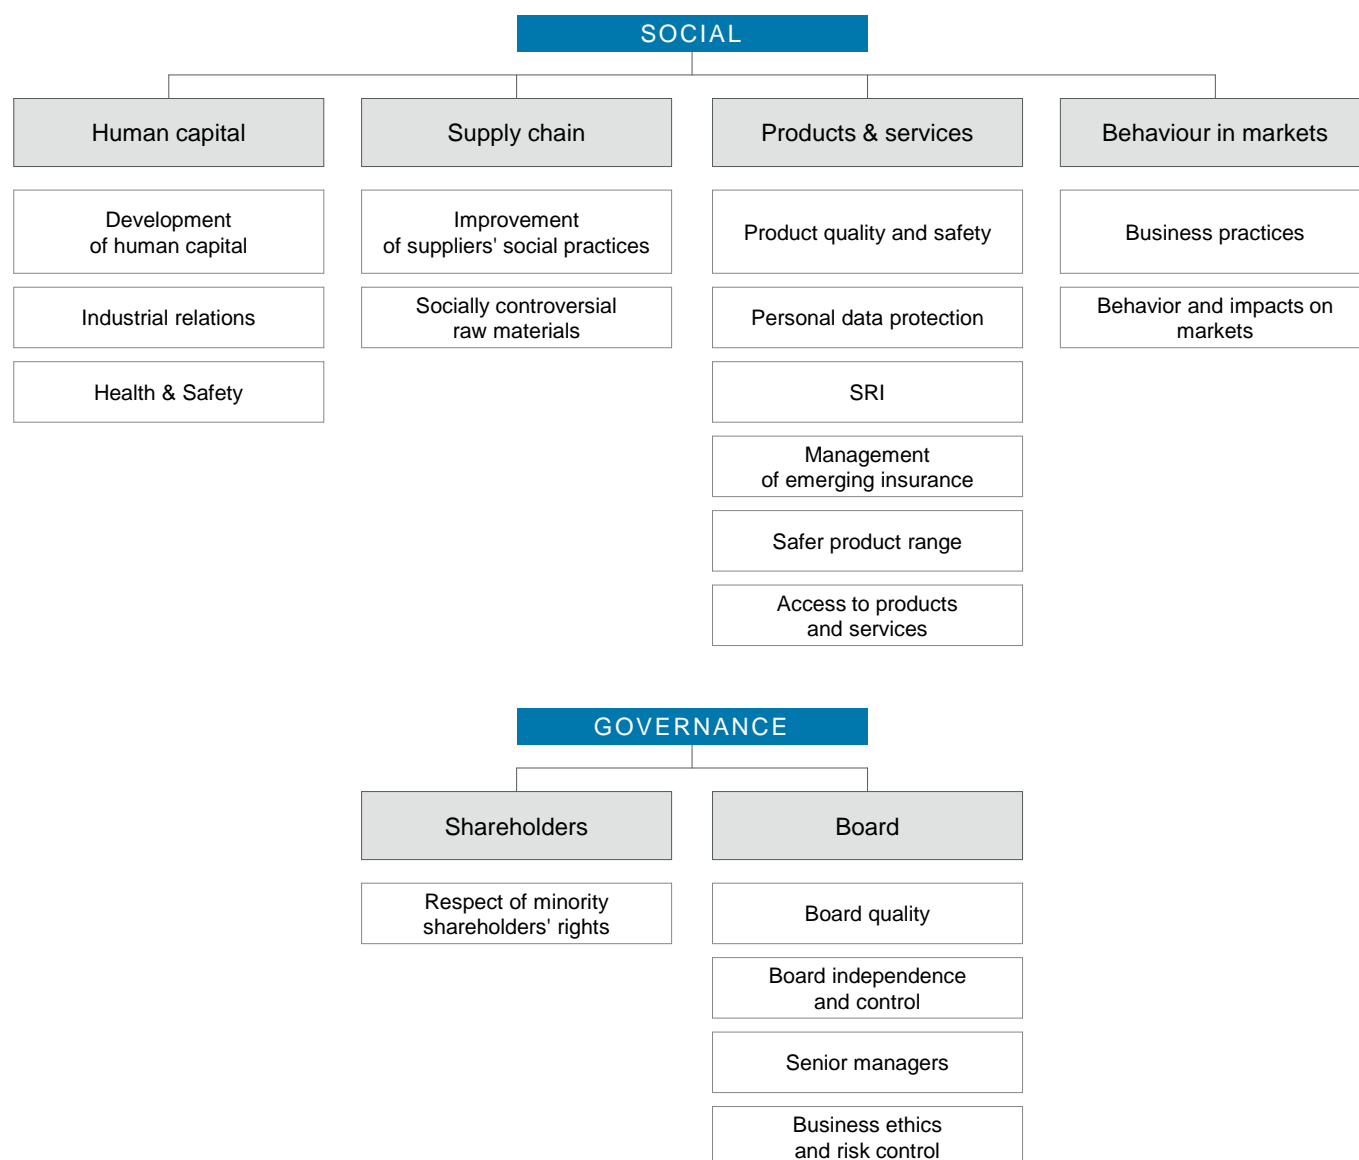 SOCIAL
Human capital
Supply chain
Products & services
Behaviour in markets
Development
of human capital
Improvement
of suppliers' social practices
Product quality and safety
Business practices
Industrial relations
Socially controversial
raw materials
Personal data protection
Behavior and impacts on
markets
Health & Safety
SRI
Management
of emerging insurance
Safer product range
Access to products
and services
GOVERNANCE
Shareholders
Board
Respect of minority
shareholders' rights
Board quality
Board independence
and control
Senior managers
Business ethics
and risk control